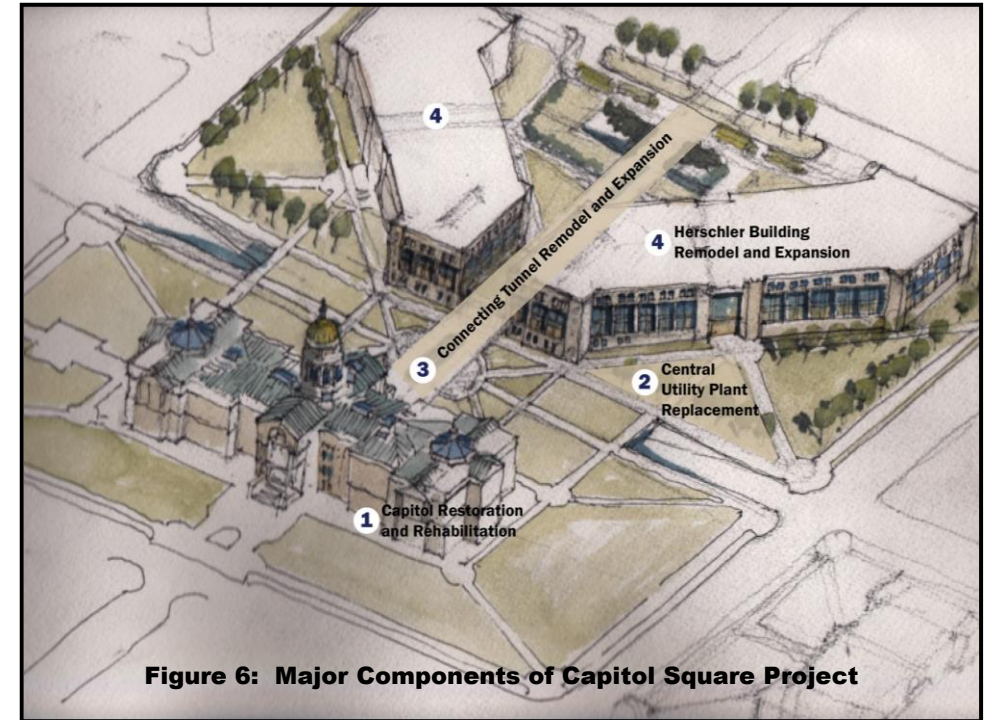 4
Connecting Tunnel Remodel and Expansion
4
Herschler Building
Remodel and Expansion
3
2
Central
Utility Plant
Replacement
1
Capitol Restoration
and Rehabilitation
Figure 6: Major Components of Capitol Square Project